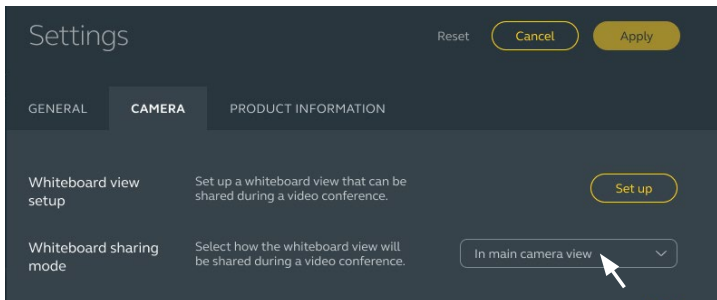 Settings
Reset
Cancel
Apply
GENERAL
CAMERA
PRODUCT INFORMATION
Whiteboard view
setup
Set up a whiteboard view that can be
shared during a video conference.
Set up
Whiteboard sharing
mode
Select how the whiteboard view will
be shared during a video conference.
In main camera view